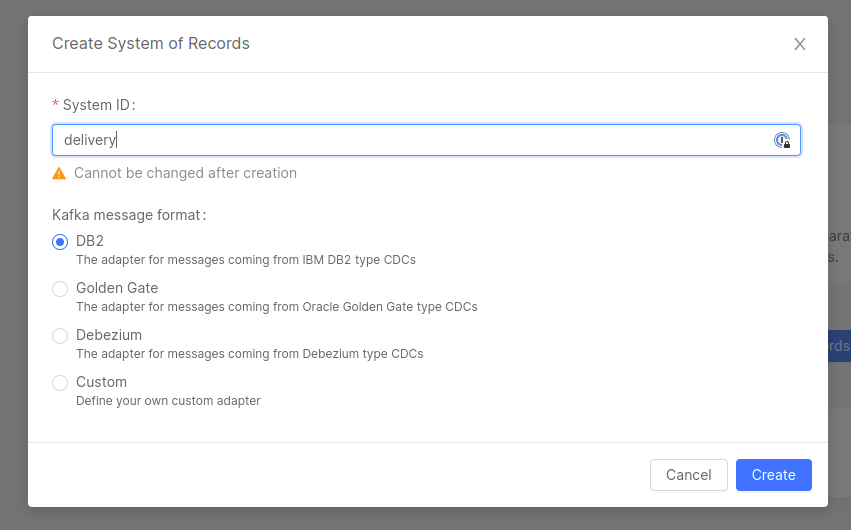 Create System of Records
* System ID:
delivery
Cannot be changed after creation
Kafka message format:
DB2
The adapter for messages coming from IBM DB2 type CDCs
Golden Gate
The adapter for messages coming from Oracle Golden Gate type CDCs
Debezium
The adapter for messages coming from Debezium type CDCs
Custom
Define your own custom adapter
Cancel
Create